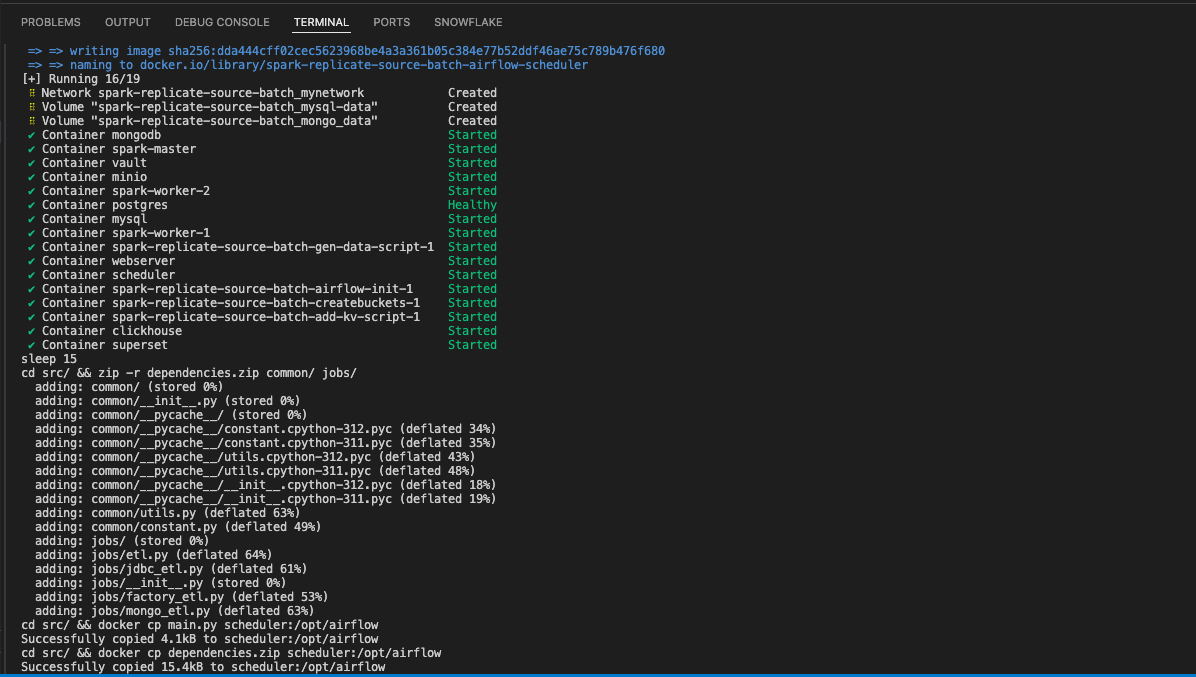 PROBLEMS OUTPUT DEBUG CONSOLE TERMINAL PORTS SNOWFLAKE
=> => writing image sha256:dda444cff02cec5623968be4a3a361b05c384e77b52ddf46ae75c789b476f680
=> => naming to docker.io/library/spark-replicate-source-batch-airflow-scheduler
[+] Running 16/19
⠿ Network spark-replicate-source-batch_mynetwork Created
⠿ Volume "spark-replicate-source-batch_mysql-data" Created
⠿ Volume "spark-replicate-source-batch_mongo_data" Created
✔ Container mongodb Started
✔ Container spark-master Started
✔ Container vault Started
✔ Container minio Started
✔ Container spark-worker-2 Started
✔ Container postgres Healthy
✔ Container mysql Started
✔ Container spark-worker-1 Started
✔ Container spark-replicate-source-batch-gen-data-script-1 Started
✔ Container webserver Started
✔ Container scheduler Started
✔ Container spark-replicate-source-batch-airflow-init-1 Started
✔ Container spark-replicate-source-batch-createbuckets-1 Started
✔ Container spark-replicate-source-batch-add-kv-script-1 Started
✔ Container clickhouse Started
✔ Container superset Started
sleep 15
cd src/ && zip -r dependencies.zip common/ jobs/
adding: common/ (stored 0%)
adding: common/__init__.py (stored 0%)
adding: common/__pycache__/ (stored 0%)
adding: common/__pycache__/constant.cpython-312.pyc (deflated 34%)
adding: common/__pycache__/constant.cpython-311.pyc (deflated 35%)
adding: common/__pycache__/utils.cpython-312.pyc (deflated 43%)
adding: common/__pycache__/utils.cpython-311.pyc (deflated 48%)
adding: common/__pycache__/__init__.cpython-312.pyc (deflated 18%)
adding: common/__pycache__/__init__.cpython-311.pyc (deflated 19%)
adding: common/utils.py (deflated 63%)
adding: common/constant.py (deflated 49%)
adding: jobs/ (stored 0%)
adding: jobs/etl.py (deflated 64%)
adding: jobs/jdbc_etl.py (deflated 61%)
adding: jobs/__init__.py (stored 0%)
adding: jobs/factory_etl.py (deflated 53%)
adding: jobs/mongo_etl.py (deflated 63%)
cd src/ && docker cp main.py scheduler:/opt/airflow
Successfully copied 4.1kB to scheduler:/opt/airflow
cd src/ && docker cp dependencies.zip scheduler:/opt/airflow
Successfully copied 15.4kB to scheduler:/opt/airflow